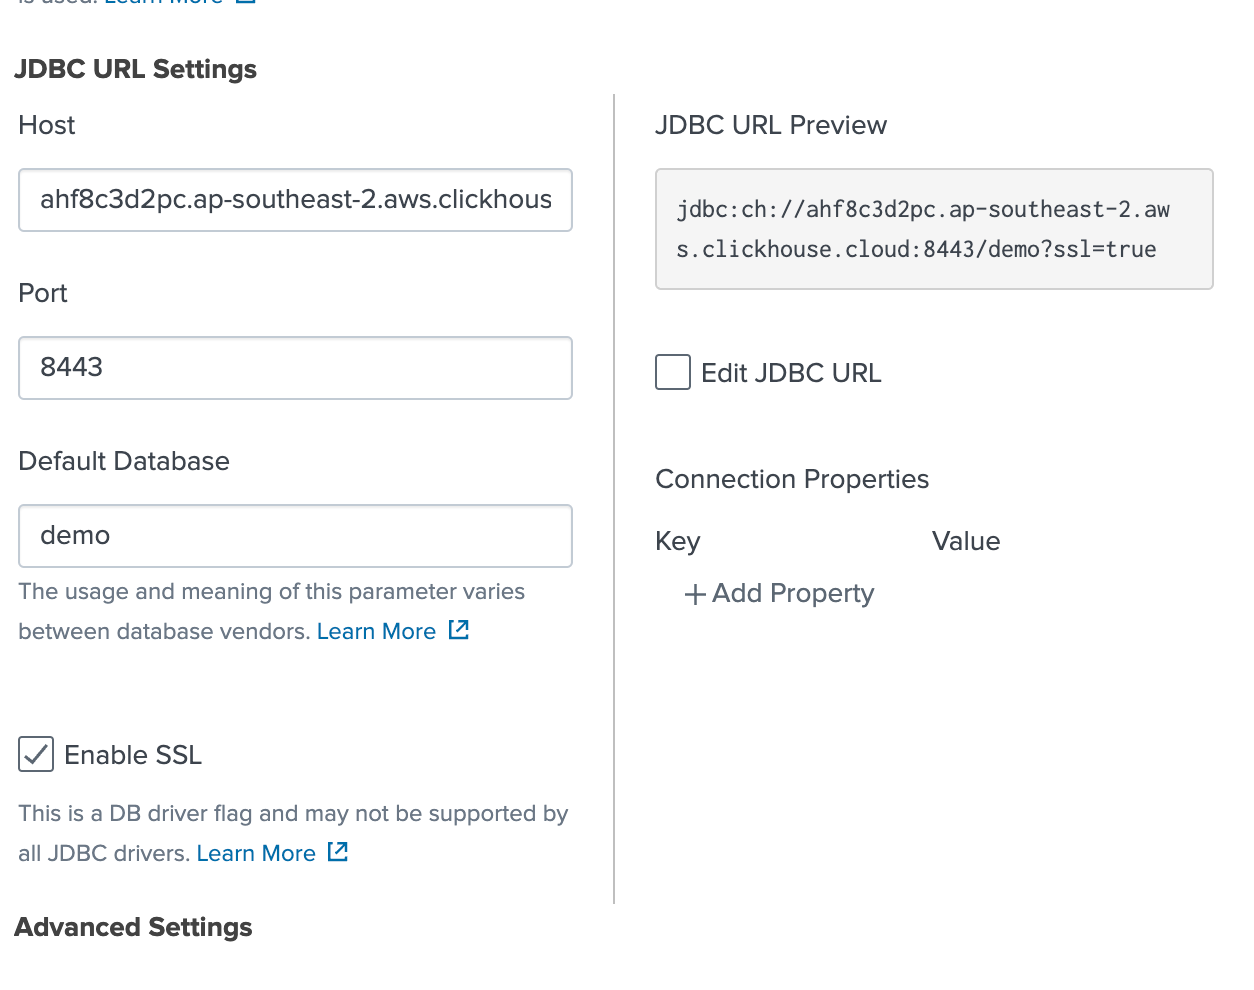 is used. Learn More
JDBC URL Settings
Host
ahf8c3d2pc.ap-southeast-2.aws.clickhous
Port
8443
Default Database
demo
The usage and meaning of this parameter varies
between database vendors. Learn More
Enable SSL
This is a DB driver flag and may not be supported by
all JDBC drivers. Learn More
JDBC URL Preview
jdbc:ch://ahf8c3d2pc.ap-southeast-2.aw
s.clickhouse.cloud:8443/demo?ssl=true
Edit JDBC URL
Connection Properties
Key Value
+ Add Property
Advanced Settings